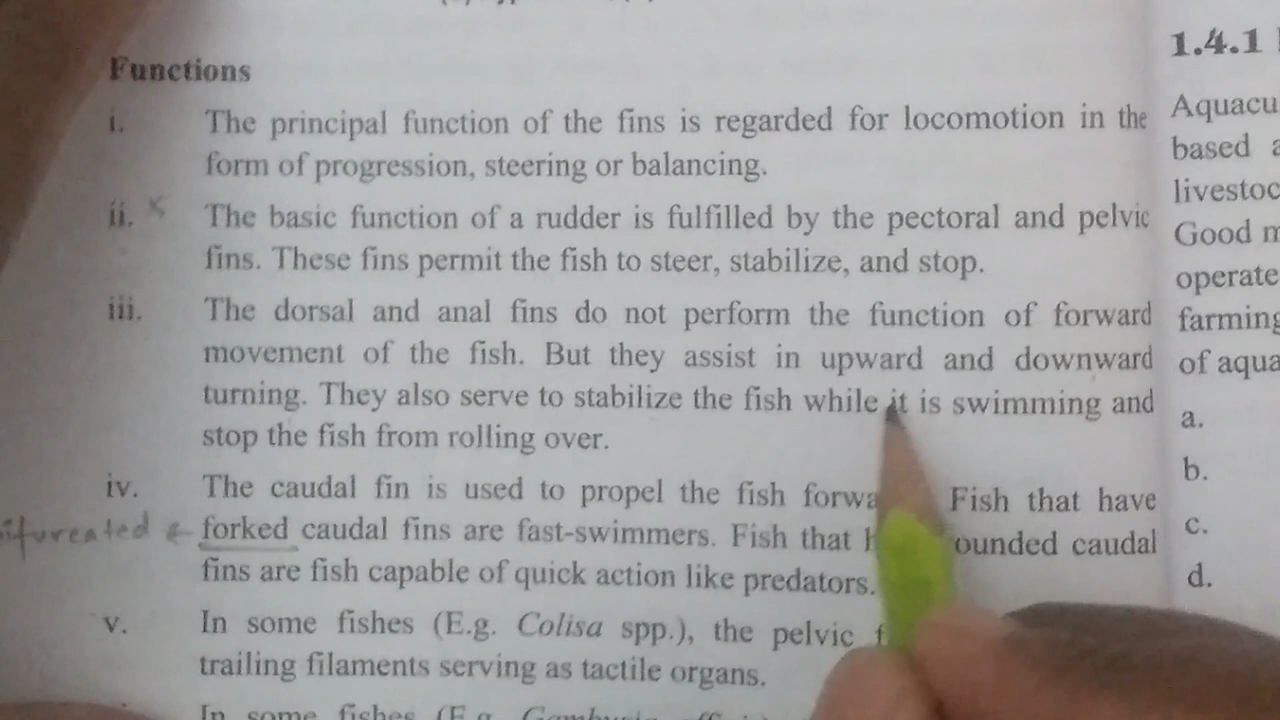 Functions
i. The principal function of the fins is regarded for locomotion in the
form of progression, steering or balancing.
ii. The basic function of a rudder is fulfilled by the pectoral and pelvic
fins. These fins permit the fish to steer, stabilize, and stop.
iii. The dorsal and anal fins do not perform the function of forward
movement of the fish. But they assist in upward and downward
turning. They also serve to stabilize the fish while it is swimming and
stop the fish from rolling over.
iv. The caudal fin is used to propel the fish forwa Fish that have
forked caudal fins are fast-swimmers. Fish that ounded caudal
fins are fish capable of quick action like predators.
v. In some fishes (E.g. Colisa spp.), the pelvic f
trailing filaments serving as tactile organs.
In some fishes (E.g.
ifurcated
1.4.1
Aquacu
based a
livestoc
Good m
operate
farming
of aqua
a.
b.
c.
d.